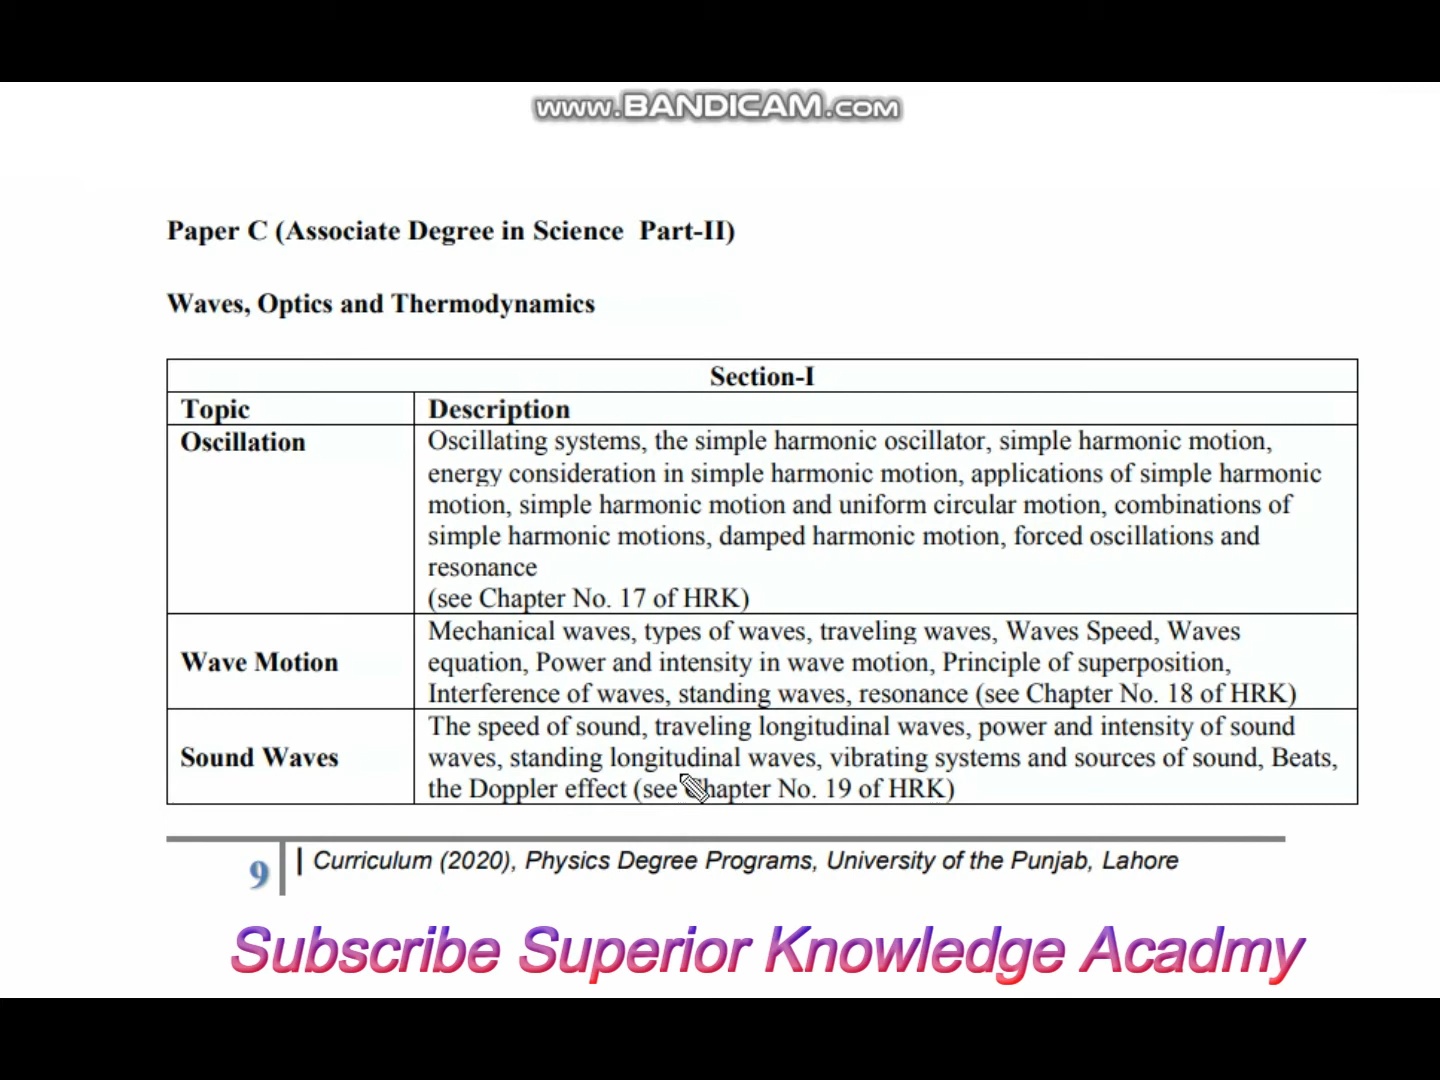 www.BANDICAM.com
Paper C (Associate Degree in Science Part-II)
Waves, Optics and Thermodynamics
Section-I
Topic Description
Oscillation Oscillating systems, the simple harmonic oscillator, simple harmonic motion,
energy consideration in simple harmonic motion, applications of simple harmonic
motion, simple harmonic motion and uniform circular motion, combinations of
simple harmonic motions, damped harmonic motion, forced oscillations and
resonance
(see Chapter No. 17 of HRK)
Mechanical waves, types of waves, traveling waves, Waves Speed, Waves
Wave Motion equation, Power and intensity in wave motion, Principle of superposition,
Interference of waves, standing waves, resonance (see Chapter No. 18 of HRK)
The speed of sound, traveling longitudinal waves, power and intensity of sound
Sound Waves waves, standing longitudinal waves, vibrating systems and sources of sound, Beats,
the Doppler effect (see Chapter No. 19 of HRK)
9 | Curriculum (2020), Physics Degree Programs, University of the Punjab, Lahore
Subscribe Superior Knowledge Acadmy